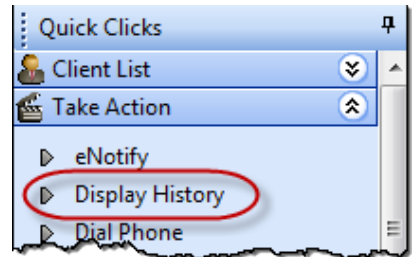 Quick Clicks
Client List
Take Action
eNotify
Display History
Dial Phone